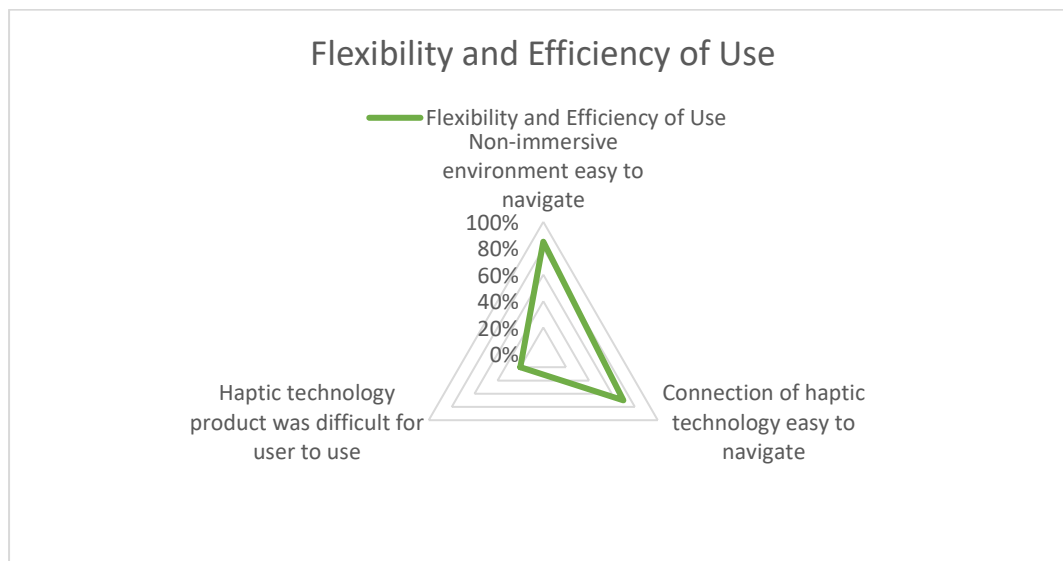 Flexibility and Efficiency of Use
Flexibility and Efficiency of Use
Non-immersive
environment easy to
navigate
100%
80%
60%
40%
20%
0%
Haptic technology
product was difficult for
user to use
Connection of haptic
technology easy to
navigate